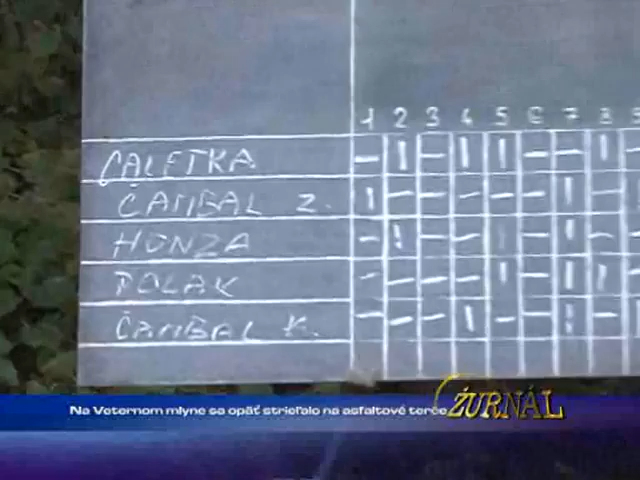 1 2 3 4 5 6 7 8 9
CALETKA – | – | | – – | –
ČAMBAL Z. | – – – – – | – –
HONZA – | – – | – | – –
POLAK – – – – | – | | –
ČAMBAL K. – – – | – – | – –
Na Veternom mlyne sa opäť strieľalo na asfaltové terče
ŽURNÁL